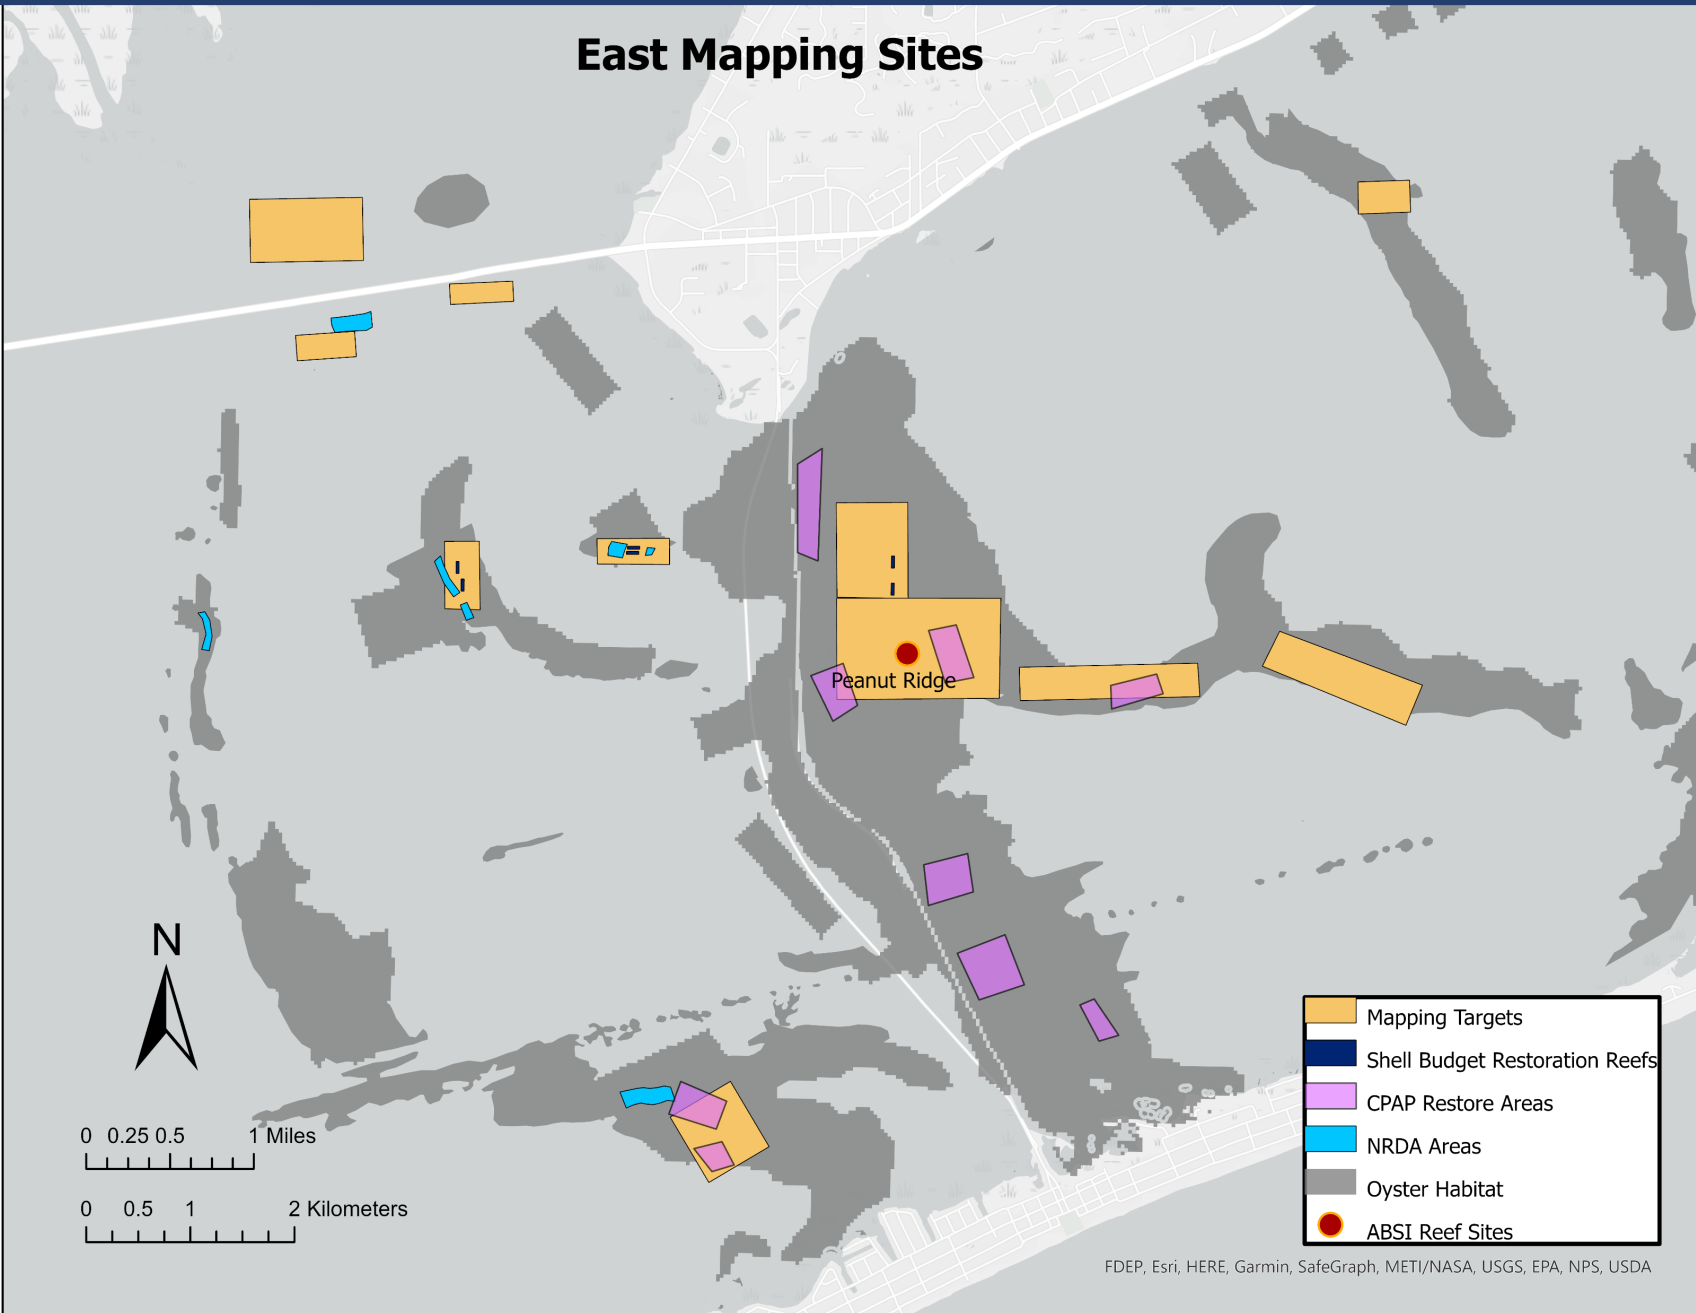 East Mapping Sites
Peanut Ridge
N
0 0.25 0.5 1 Miles
0 0.5 1 2 Kilometers
Mapping Targets
Shell Budget Restoration Reefs
CPAP Restore Areas
NRDA Areas
Oyster Habitat
ABSI Reef Sites
FDEP, Esri, HERE, Garmin, SafeGraph, METI/NASA, USGS, EPA, NPS, USDA